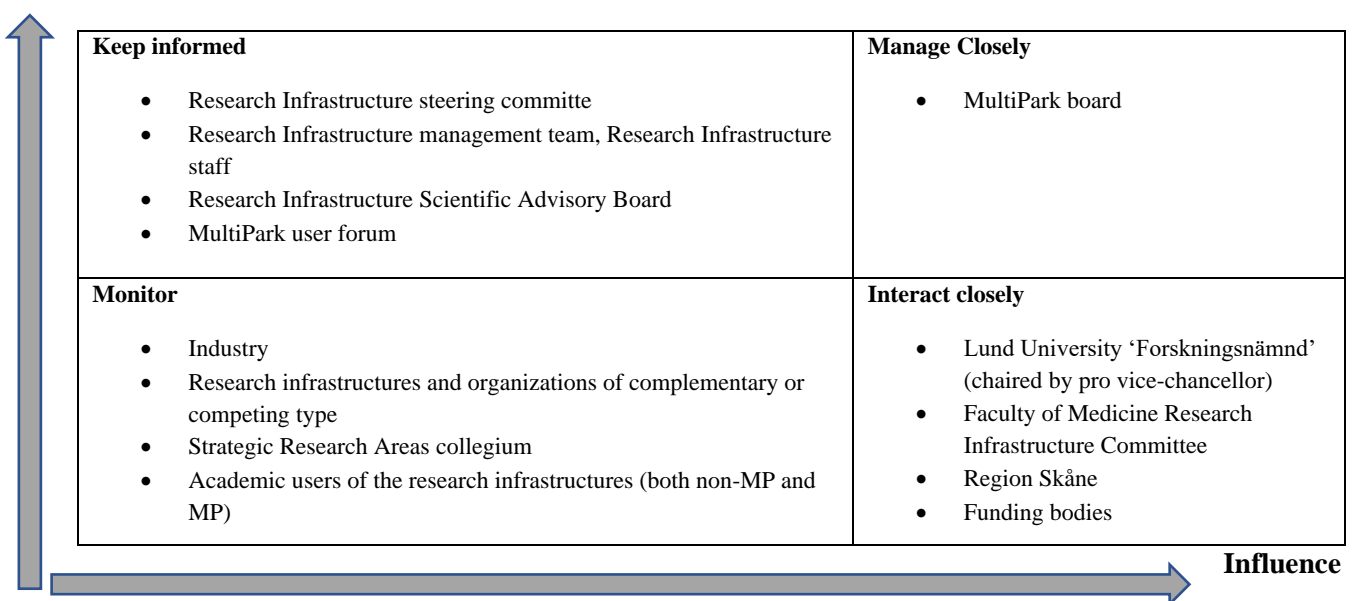 Keep informed
• Research Infrastructure steering committe
• Research Infrastructure management team, Research Infrastructure
staff
• Research Infrastructure Scientific Advisory Board
• MultiPark user forum
Manage Closely
• MultiPark board
Monitor
• Industry
• Research infrastructures and organizations of complementary or
competing type
• Strategic Research Areas collegium
• Academic users of the research infrastructures (both non-MP and
MP)
Interact closely
• Lund University ‘Forskningsnämnd’
(chaired by pro vice-chancellor)
• Faculty of Medicine Research
Infrastructure Committee
• Region Skåne
• Funding bodies
Influence